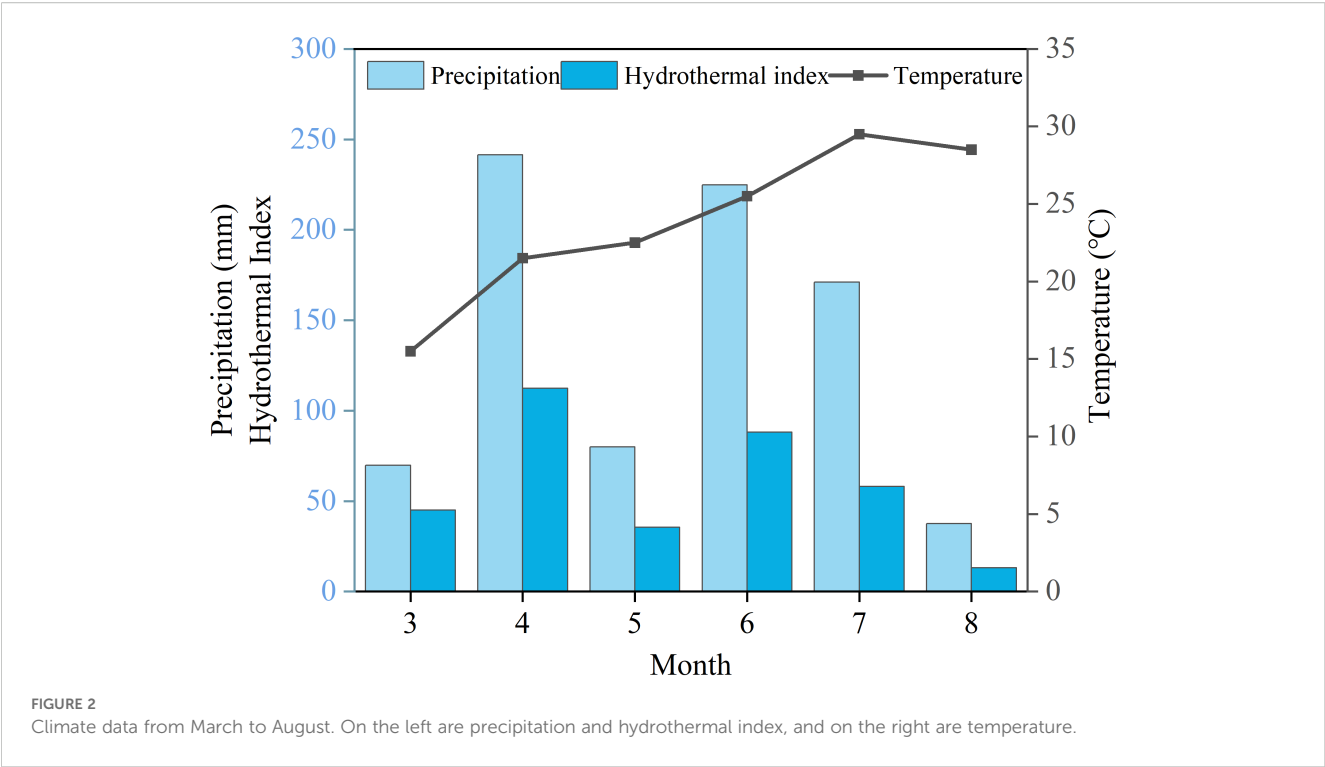 Precipitation Hydrothermal index Temperature
300
250
200
150
100
50
0
Precipitation (mm)
Hydrothermal Index
35
30
25
20
15
10
5
0
Temperature (°C)
3 4 5 6 7 8
Month
FIGURE 2
Climate data from March to August. On the left are precipitation and hydrothermal index, and on the right are temperature.